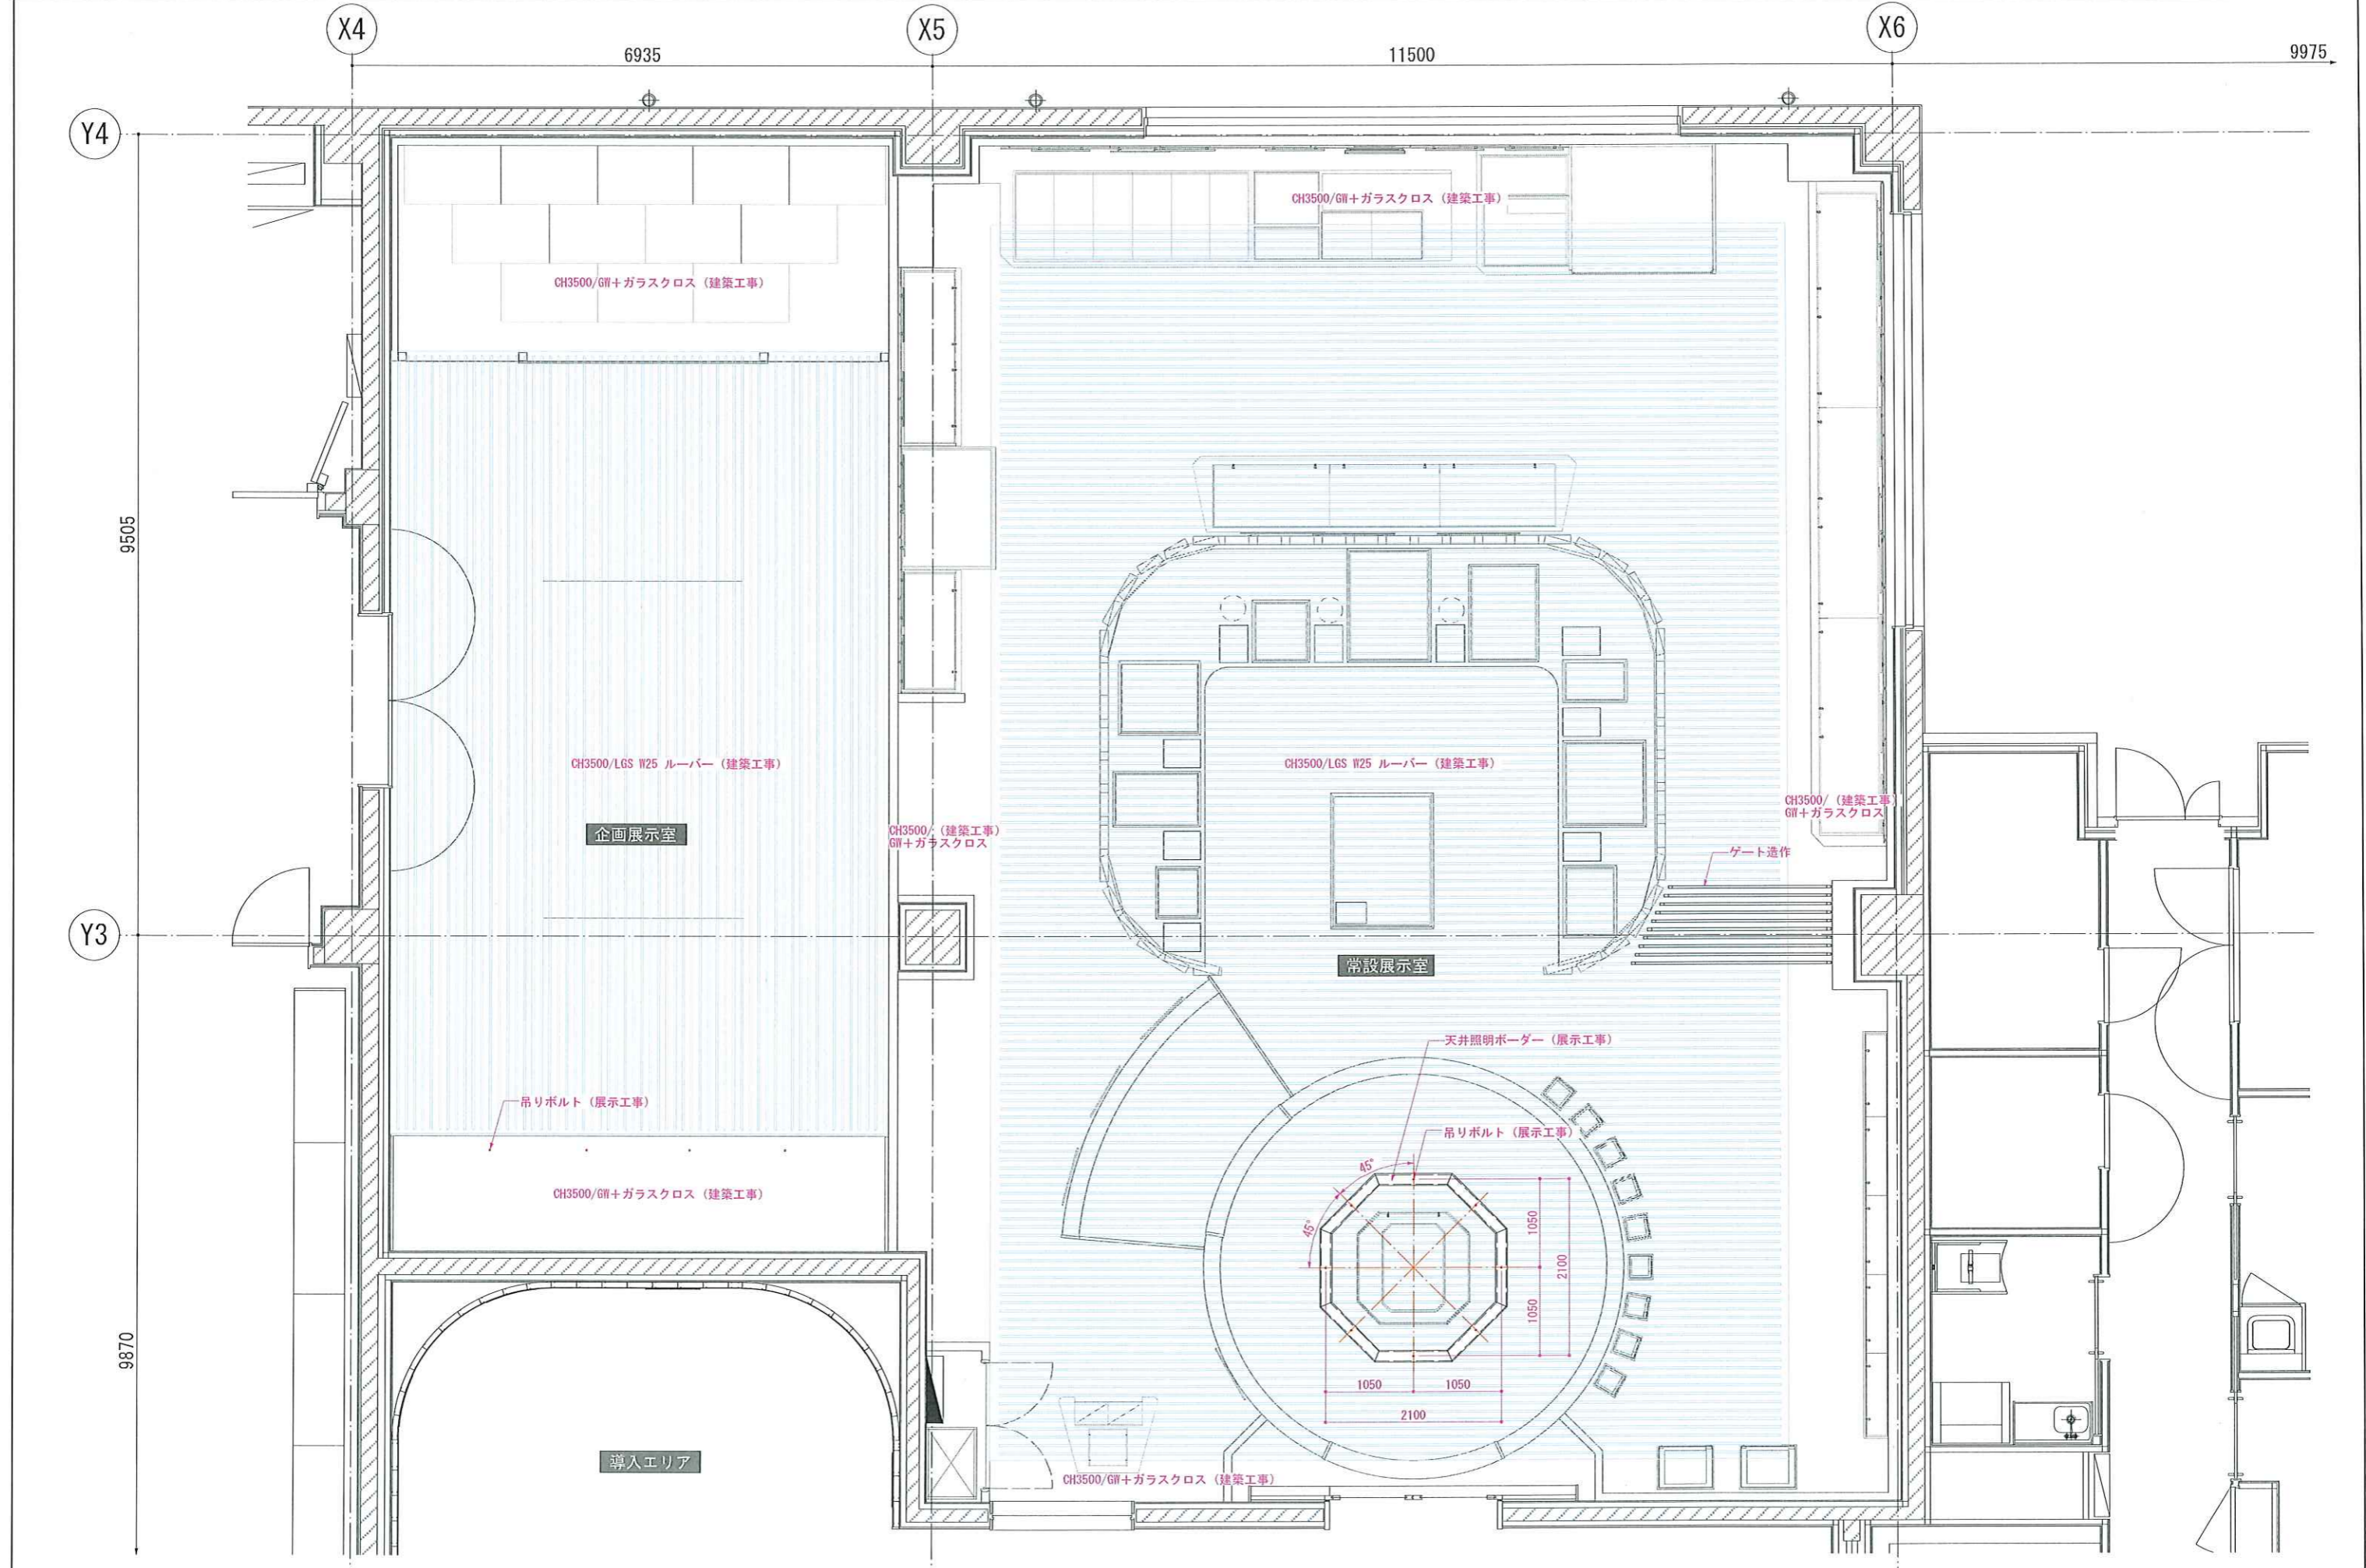 X4
X5
X6
6935
11500
9975
Y4
CH3500/GW+ガラスクロス（建築工事）
CH3500/GW+ガラスクロス（建築工事）
9505
CH3500/LGS W25 ルーバー（建築工事）
CH3500/LGS W25 ルーバー（建築工事）
企画展示室
CH3500/（建築工事）
GW+ガラスクロス
CH3500/（建築工事）
GW+ガラスクロス
ゲート造作
Y3
常設展示室
天井照明ボーダー（展示工事）
吊りボルト（展示工事）
吊りボルト（展示工事）
45°
45°
CH3500/GW+ガラスクロス（建築工事）
1050
2100
1050
9870
1050
1050
2100
導入エリア
CH3500/GW+ガラスクロス（建築工事）